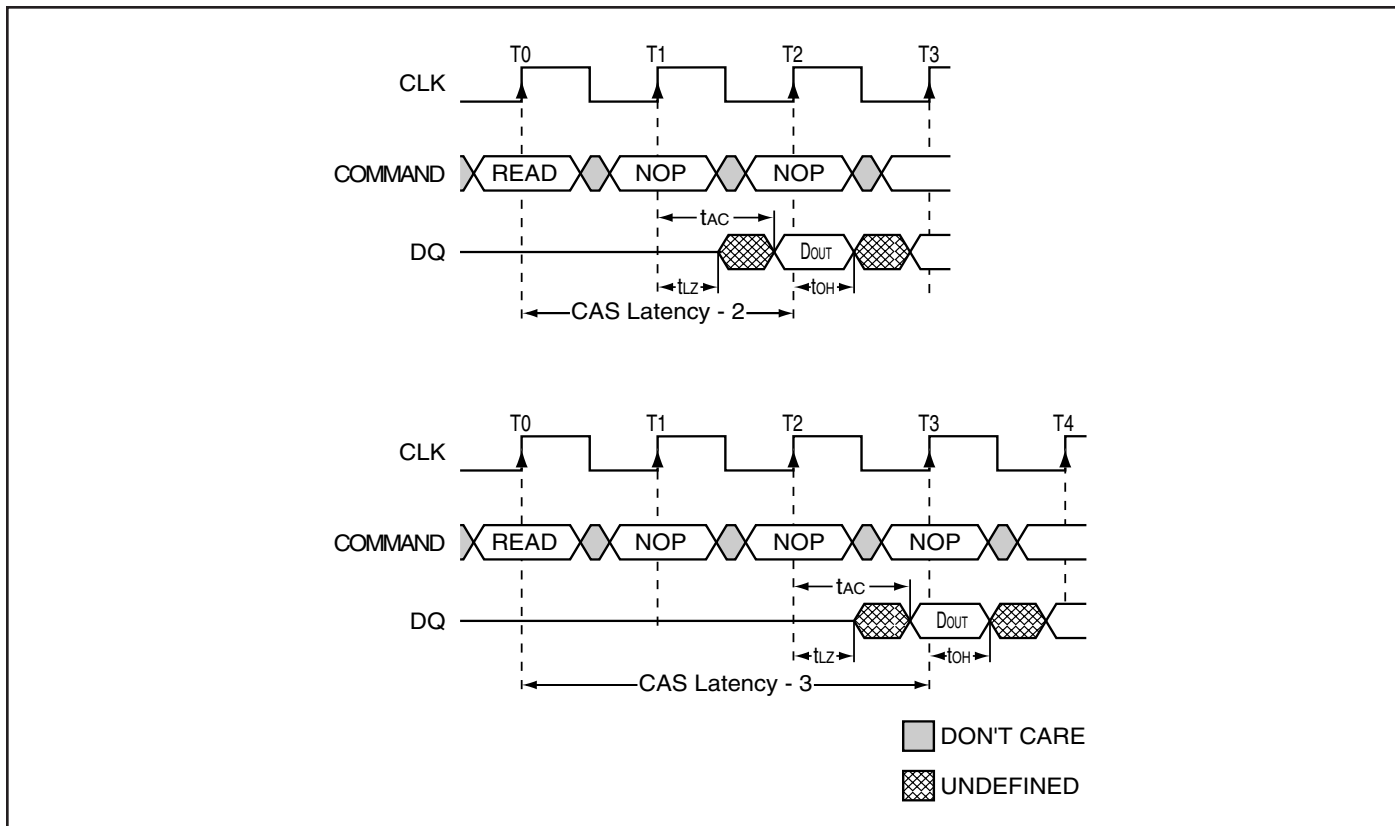 T0 T1 T2 T3
CLK
COMMAND READ NOP NOP
tAC
DQ DOUT
tLZ tOH
CAS Latency - 2
T0 T1 T2 T3 T4
CLK
COMMAND READ NOP NOP NOP
tAC
DQ DOUT
tLZ tOH
CAS Latency - 3
DON'T CARE
UNDEFINED